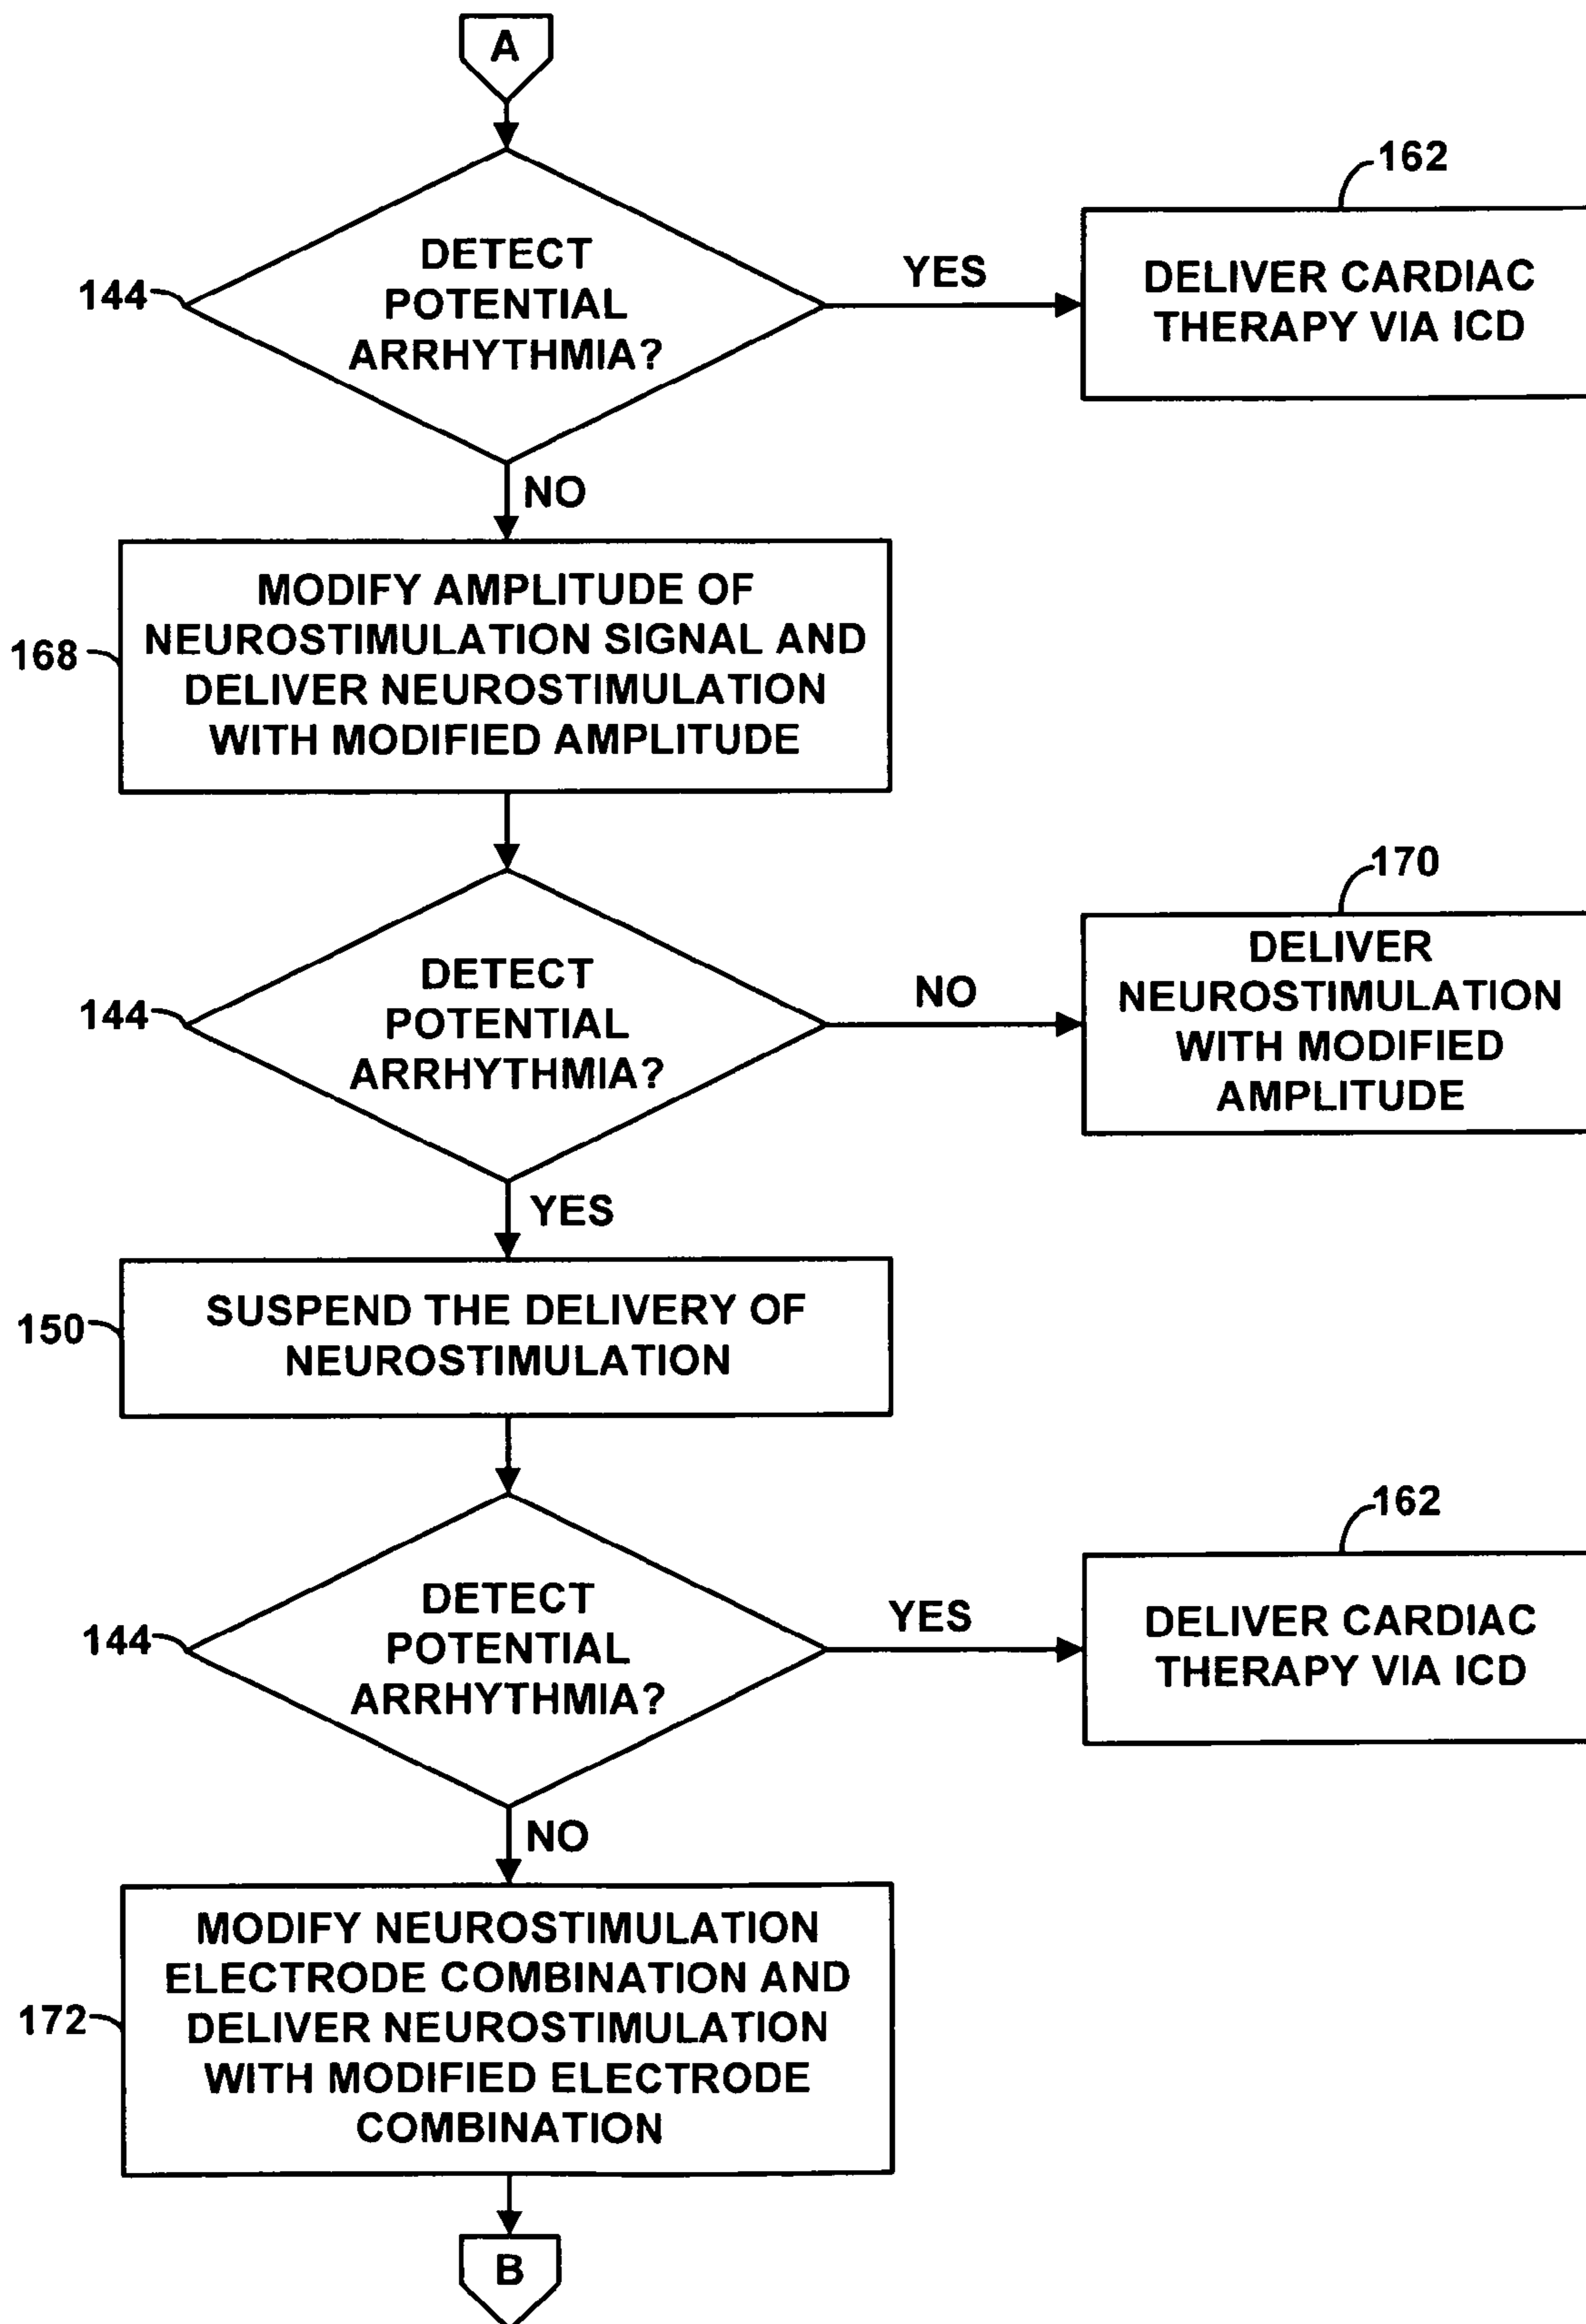 A
162
DETECT
POTENTIAL
ARRHYTHMIA?
144
YES
DELIVER CARDIAC
THERAPY VIA ICD
NO
MODIFY AMPLITUDE OF
NEUROSTIMULATION SIGNAL AND
DELIVER NEUROSTIMULATION
WITH MODIFIED AMPLITUDE
168
170
DETECT
POTENTIAL
ARRHYTHMIA?
144
NO
DELIVER
NEUROSTIMULATION
WITH MODIFIED
AMPLITUDE
YES
SUSPEND THE DELIVERY OF
NEUROSTIMULATION
150
162
DETECT
POTENTIAL
ARRHYTHMIA?
144
YES
DELIVER CARDIAC
THERAPY VIA ICD
NO
MODIFY NEUROSTIMULATION
ELECTRODE COMBINATION AND
DELIVER NEUROSTIMULATION
WITH MODIFIED ELECTRODE
COMBINATION
172
B